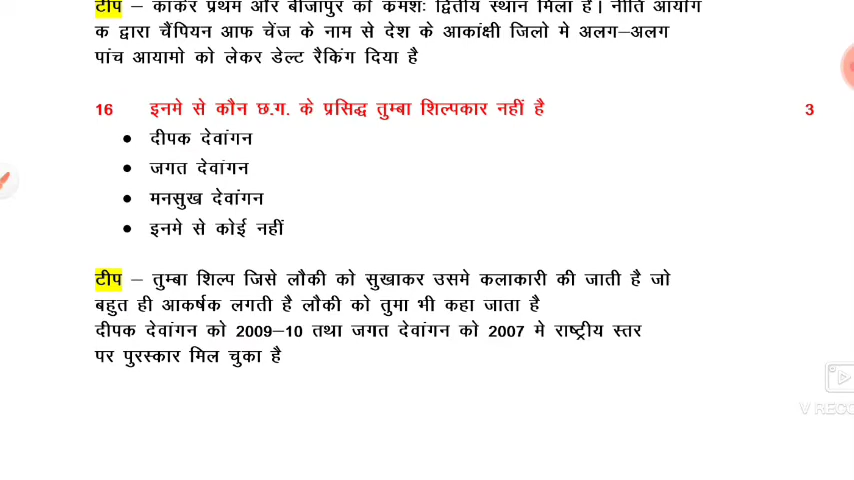 टीप – कांकेर प्रथम और बीजापुर को कमशः द्वितीय स्थान मिला है। नीति आयोग
क द्वारा चैंपियन आफ चेंज के नाम से देश के आकांक्षी जिलो मे अलग–अलग
पांच आयामो को लेकर डेल्ट रैकिंग दिया है
16 इनमे से कौन छ.ग. के प्रसिद्ध तुम्बा शिल्पकार नहीं है 3
• दीपक देवांगन
• जगत देवांगन
• मनसुख देवांगन
• इनमे से कोई नहीं
टीप – तुम्बा शिल्प जिसे लौकी को सुखाकर उसमे कलाकारी की जाती है जो
बहुत ही आकर्षक लगती है लौकी को तुमा भी कहा जाता है
दीपक देवांगन को 2009–10 तथा जगत देवांगन को 2007 मे राष्ट्रीय स्तर
पर पुरस्कार मिल चुका है
V RECO